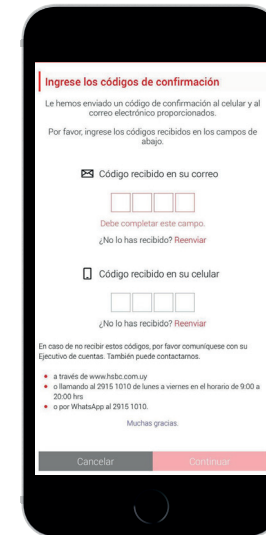 Ingrese los códigos de confirmación
Le hemos enviado un código de confirmación al celular y al
correo electrónico proporcionados.
Por favor, ingrese los códigos recibidos en los campos de
abajo.
Código recibido en su correo
Debe completar este campo.
¿No lo has recibido? Reenviar
Código recibido en su celular
¿No lo has recibido? Reenviar
En caso de no recibir estos códigos, por favor comuníquese con su
Ejecutivo de cuentas. También puede contactarnos.
a través de www.hsbc.com.uy
o llamando al 2915 1010 de lunes a viernes en el horario de 9:00 a
20:00 hrs
o por WhatsApp al 2915 1010.
Muchas gracias.
Cancelar
Continuar